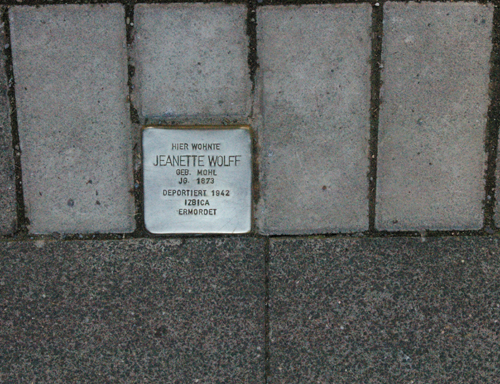 HIER WOHNTE
JEANETTE WOLFF
GEB. MOHL
JG. 1873
DEPORTIERT 1942
IZBICA
ERMORDET